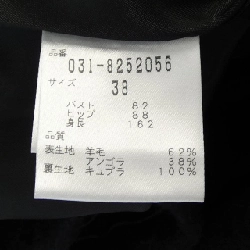 品番
031-8252056
サイズ
38
バスト 82
ヒップ 88
身長 162
品質
表生地 羊毛 62%
アンゴラ 38%
裏生地 キュプラ 100%